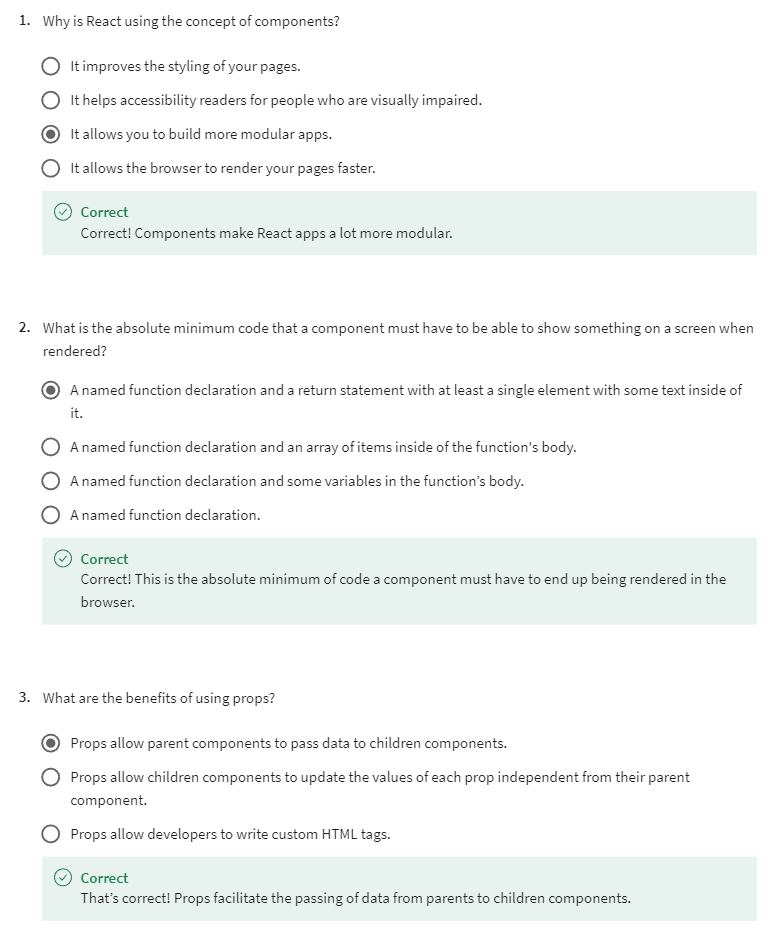 1. Why is React using the concept of components?
It improves the styling of your pages.
It helps accessibility readers for people who are visually impaired.
It allows you to build more modular apps.
It allows the browser to render your pages faster.
Correct
Correct! Components make React apps a lot more modular.
2. What is the absolute minimum code that a component must have to be able to show something on a screen when
rendered?
A named function declaration and a return statement with at least a single element with some text inside of
it.
A named function declaration and an array of items inside of the function's body.
A named function declaration and some variables in the function’s body.
A named function declaration.
Correct
Correct! This is the absolute minimum of code a component must have to end up being rendered in the
browser.
3. What are the benefits of using props?
Props allow parent components to pass data to children components.
Props allow children components to update the values of each prop independent from their parent
component.
Props allow developers to write custom HTML tags.
Correct
That’s correct! Props facilitate the passing of data from parents to children components.